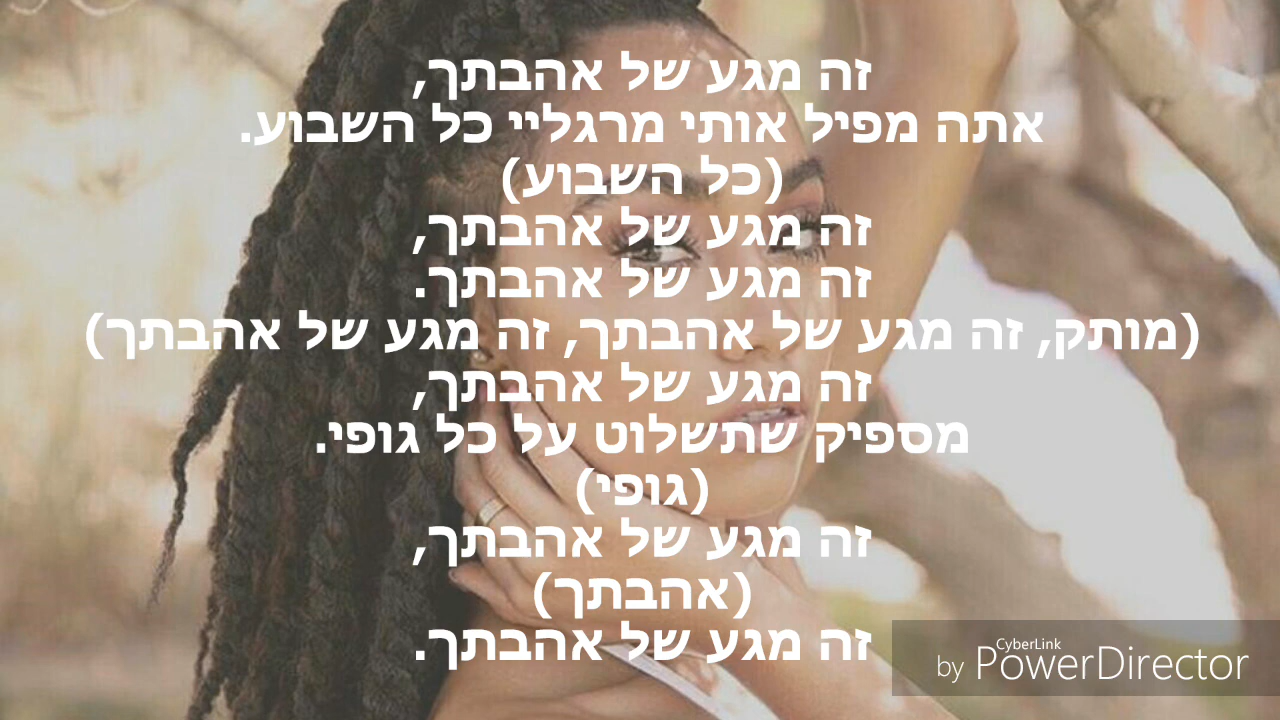 זה מגע של אהבתך,
אתה מפיל אותי מרגליי כל השבוע.
(כל השבוע)
זה מגע של אהבתך,
זה מגע של אהבתך.
(מותק, זה מגע של אהבתך, זה מגע של אהבתך)
זה מגע של אהבתך,
מספיק שתשלוט על כל גופי.
(גופי)
זה מגע של אהבתך,
(אהבתך)
זה מגע של אהבתך.
CyberLink
by PowerDirector